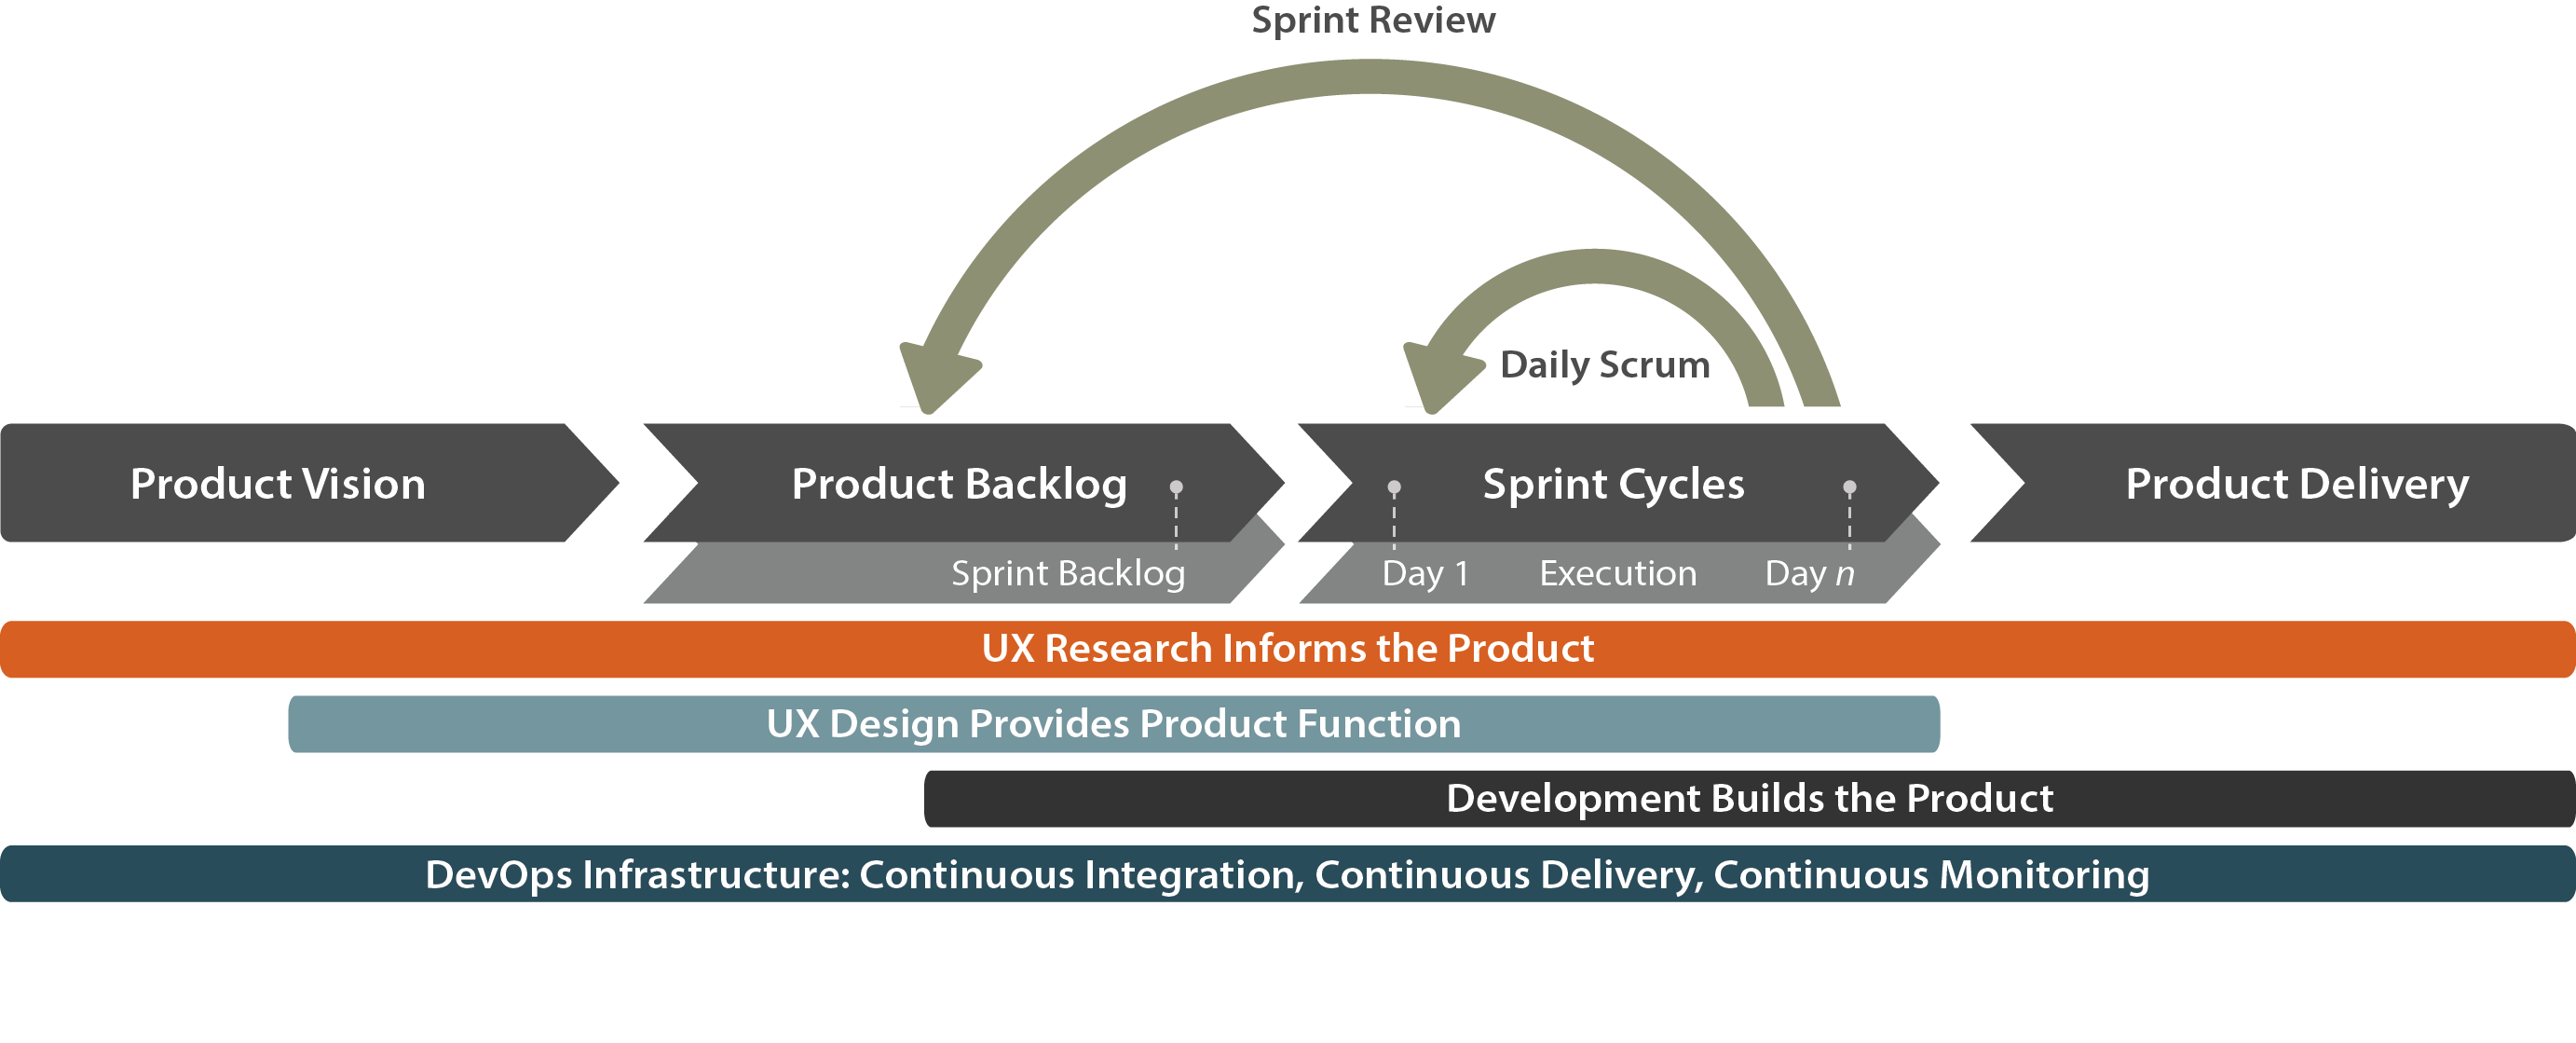 Sprint Review
Daily Scrum
Product Vision
Product Backlog
Sprint Cycles
Product Delivery
Sprint Backlog
Day 1
Execution
Day n
UX Research Informs the Product
UX Design Provides Product Function
Development Builds the Product
DevOps Infrastructure: Continuous Integration, Continuous Delivery, Continuous Monitoring